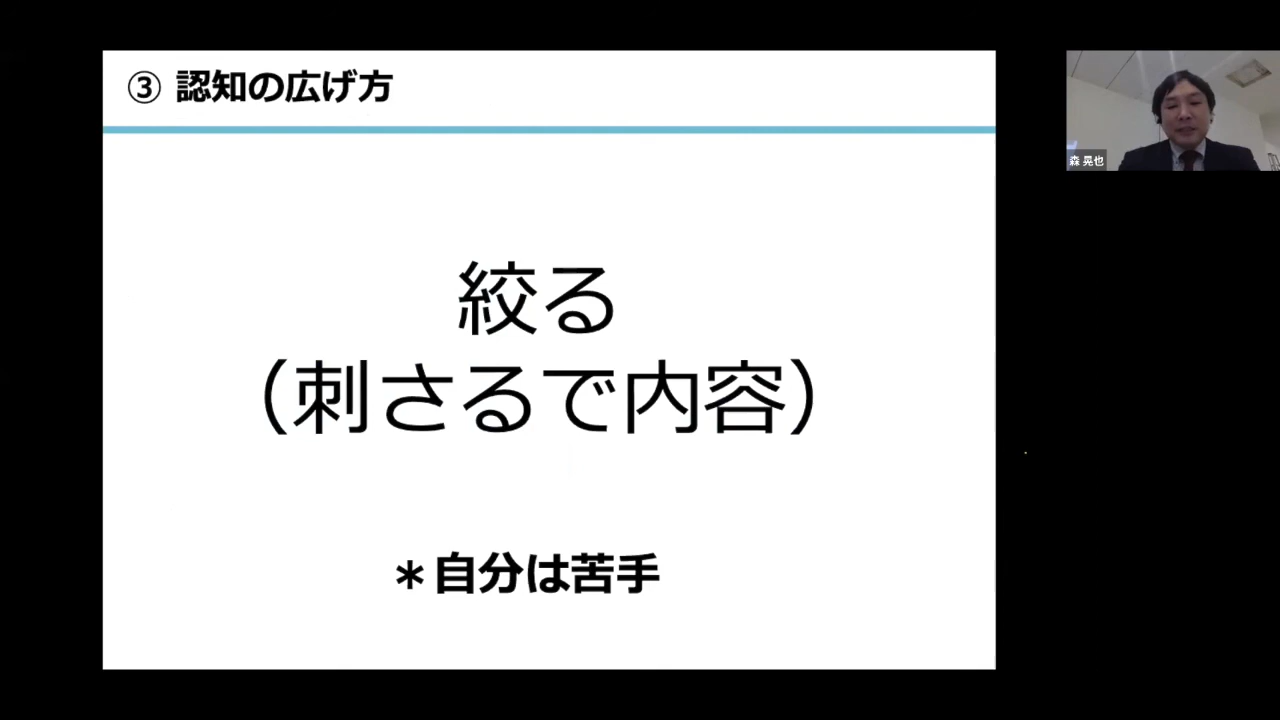 ③ 認知の広げ方
絞る
（刺さるで内容）
＊自分は苦手
森 晃也